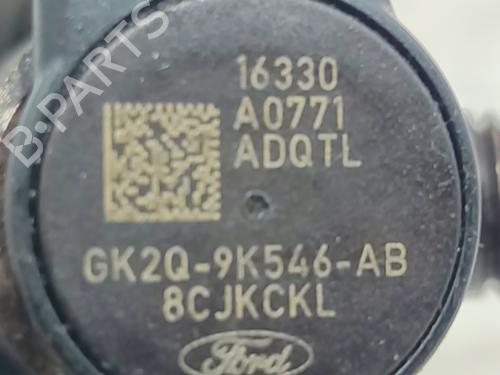 B-PARTS
16330
A0771
ADQTL
GK2Q-9K546-AB
8CJKCKL
Ford